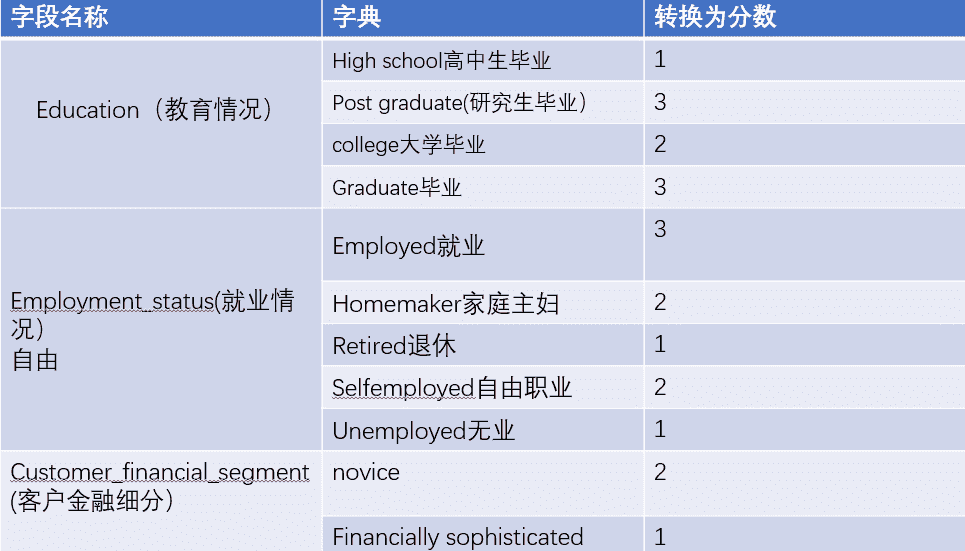 字段名称 字典 转换为分数
Education（教育情况） High school高中生毕业 1
Post graduate(研究生毕业） 3
college大学毕业 2
Graduate毕业 3
Employment_status(就业情
况）
自由
Employed就业 3
Homemaker家庭主妇 2
Retired退休 1
Selfemployed自由职业 2
Unemployed无业 1
Customer_financial_segment
(客户金融细分）
novice 2
Financially sophisticated 1